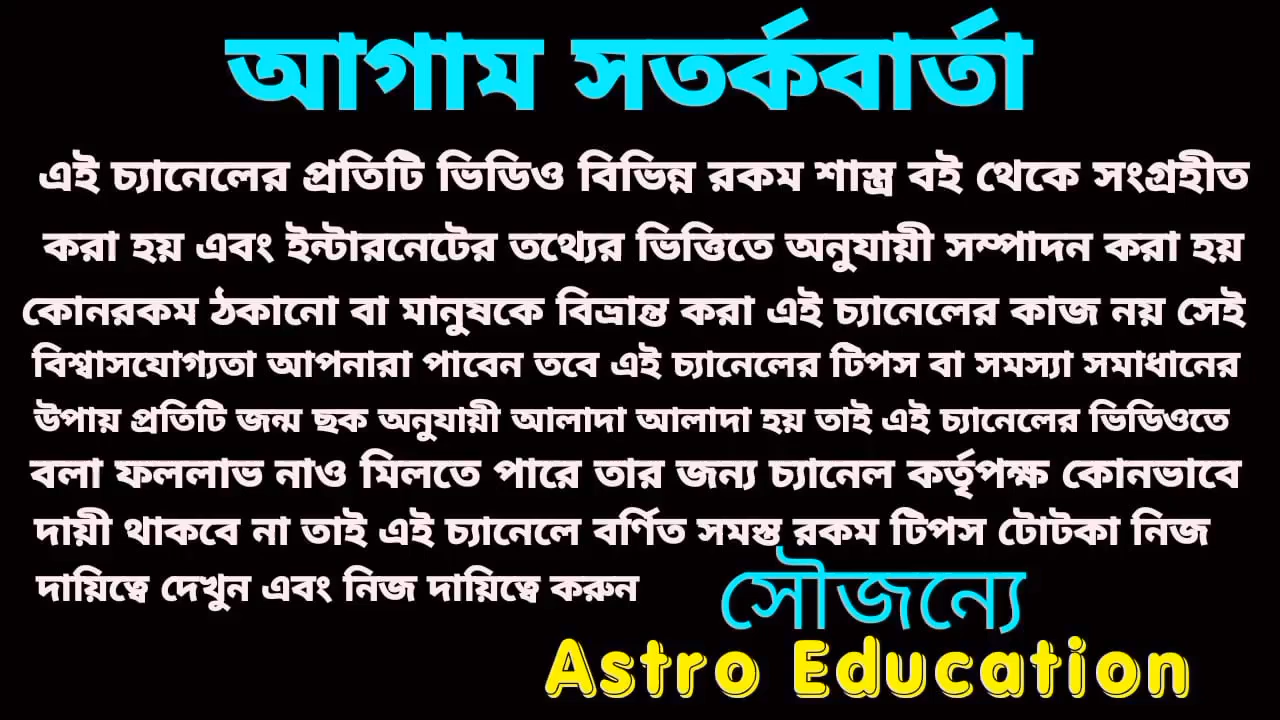 আগাম সতর্কবার্তা
এই চ্যানেলের প্রতিটি ভিডিও বিভিন্ন রকম শাস্ত্র বই থেকে সংগ্রহীত
করা হয় এবং ইন্টারনেটের তথ্যের ভিত্তিতে অনুযায়ী সম্পাদন করা হয়
কোনরকম ঠকানো বা মানুষকে বিভ্রান্ত করা এই চ্যানেলের কাজ নয় সেই
বিশ্বাসযোগ্যতা আপনারা পাবেন তবে এই চ্যানেলের টিপস বা সমস্যা সমাধানের
উপায় প্রতিটি জন্ম ছক অনুযায়ী আলাদা আলাদা হয় তাই এই চ্যানেলের ভিডিওতে
বলা ফললাভ নাও মিলতে পারে তার জন্য চ্যানেল কর্তৃপক্ষ কোনভাবে
দায়ী থাকবে না তাই এই চ্যানেলে বর্ণিত সমস্ত রকম টিপস টোটকা নিজ
দায়িত্বে দেখুন এবং নিজ দায়িত্বে করুন
সৌজন্যে
Astro Education